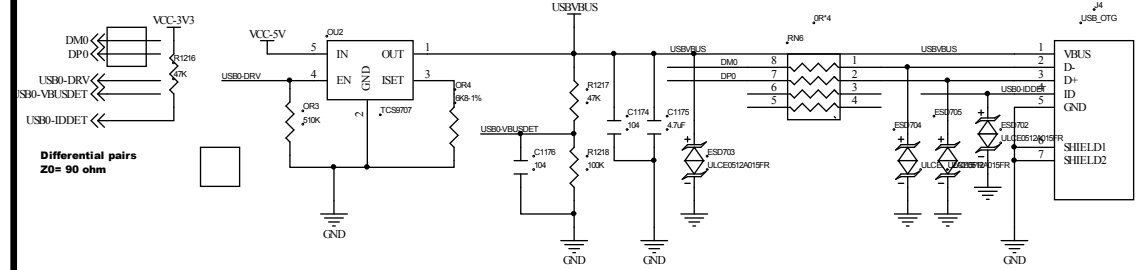 VCC-3V3
DM0
DP0
R1216
47K
USB0-DRV
USB0-VBUSDET
USB0-IDDET
Differential pairs
Z0= 90 ohm
VCC-5V
OU2
5 IN OUT 1
4 EN ISET 3
GND
2
TCS9707
USB0-DRV
OR3
510K
OR4
6K8-1%
GND
USBVBUS
R1217
47K
USB0-VBUSDET
C1176
104
R1218
100K
GND
C1174
104
C1175
4.7uF
GND
USBVBUS
ESD703
ULCE0512A015FR
0R*4
RN6
DM0 8 1
DP0 7 2
6 3
5 4
USBVBUS
USB0-IDDET
ESD704
ESD705
ESD702
ULCE0512A015FR
J4
USB_OTG
1 VBUS
2 D-
3 D+
4 ID
5 GND
6 SHIELD1
7 SHIELD2
GND